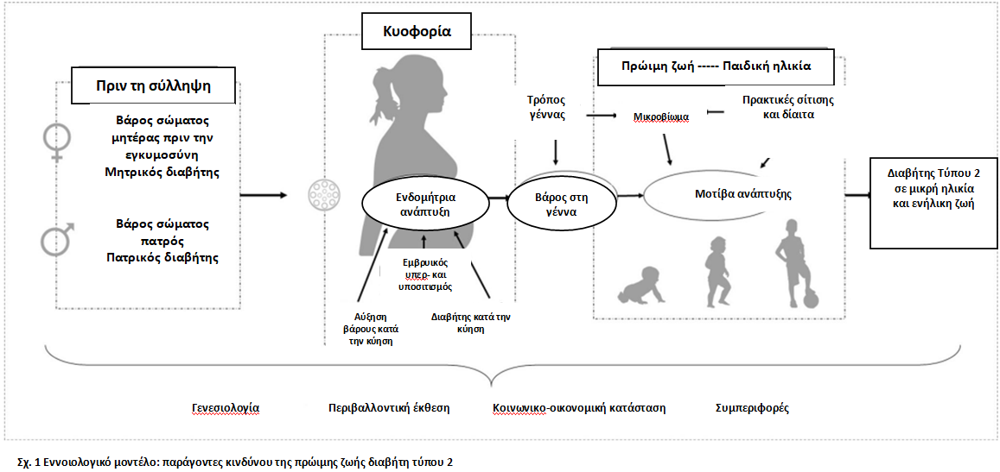 Κυοφορία
Πρώιμη ζωή ----- Παιδική ηλικία
Πριν τη σύλληψη
Βάρος σώματος
μητέρας πριν την
εγκυμοσύνη
Μητρικός διαβήτης
Βάρος σώματος
πατρός
Πατρικός διαβήτης
Τρόπος
γέννας
Μικροβίωμα
Πρακτικές σίτισης
και δίαιτα
Ενδομήτρια
ανάπτυξη
Βάρος στη
γέννα
Μοτίβα ανάπτυξης
Διαβήτης Τύπου 2
σε μικρή ηλικία
και ενήλικη ζωή
Εμβρυικός
υπερ- και
υποσιτισμός
Αύξηση
βάρους κατά
την κύηση
Διαβήτης κατά την
κύηση
Γενεσιολογία
Περιβαλλοντική έκθεση
Κοινωνικο-οικονομική κατάσταση
Συμπεριφορές
Σχ. 1 Εννοιολογικό μοντέλο: παράγοντες κινδύνου της πρώιμης ζωής διαβήτη τύπου 2